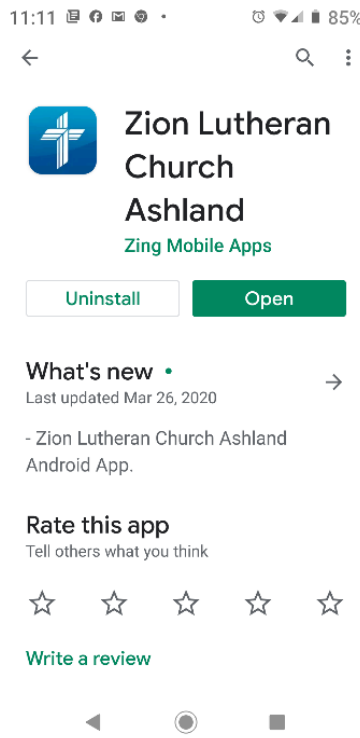 11:11 85%
Zion Lutheran
Church
Ashland
Zing Mobile Apps
Uninstall Open
What's new
Last updated Mar 26, 2020
- Zion Lutheran Church Ashland
Android App.
Rate this app
Tell others what you think
Write a review